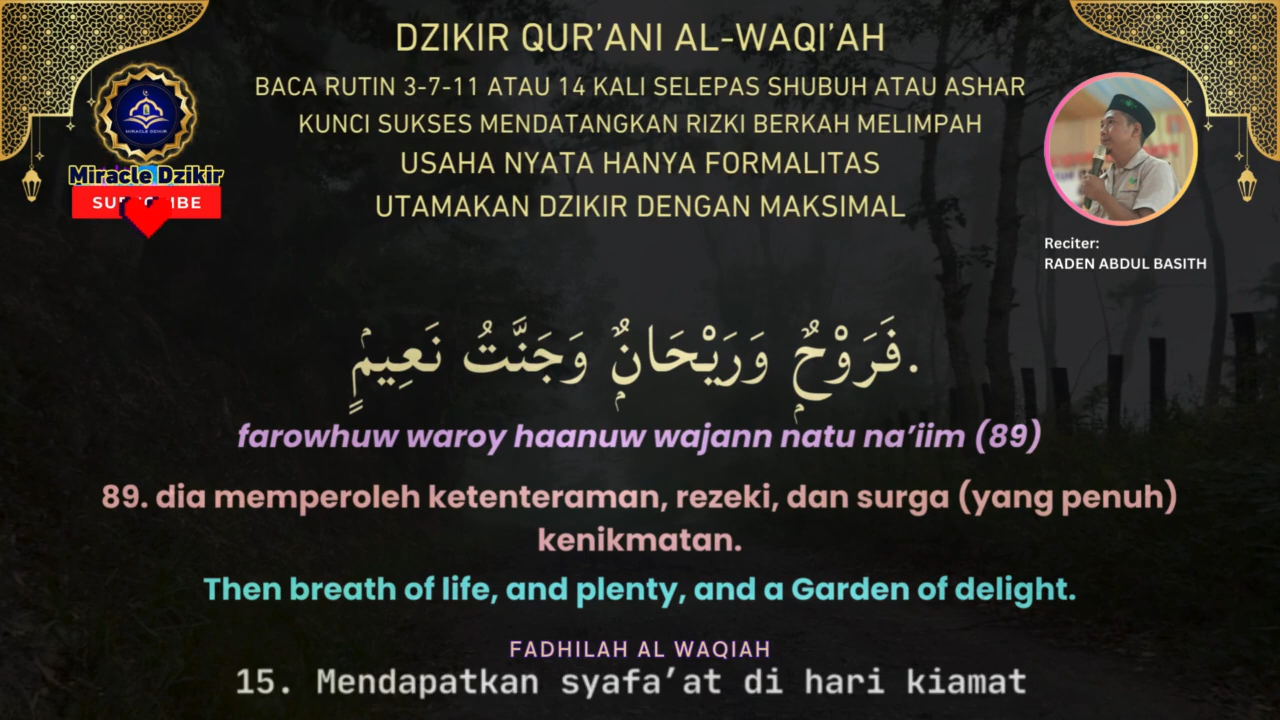 DZIKIR QUR'ANI AL-WAQI'AH
BACA RUTIN 3-7-11 ATAU 14 KALI SELEPAS SHUBUH ATAU ASHAR
KUNCI SUKSES MENDATANGKAN RIZKI BERKAH MELIMPAH
USAHA NYATA HANYA FORMALITAS
UTAMAKAN DZIKIR DENGAN MAKSIMAL
MIRACLE DZIKIR
Miracle Dzikir
Reciter:
RADEN ABDUL BASITH
فَرَوْحٌ وَرَيْحَانٌ وَجَنَّتُ نَعِيمٍ.
farowhuw waroy haanuw wajann natu na'iim (89)
89. dia memperoleh ketenteraman, rezeki, dan surga (yang penuh)
kenikmatan.
Then breath of life, and plenty, and a Garden of delight.
FADHILAH AL WAQIAH
15. Mendapatkan syafa'at di hari kiamat